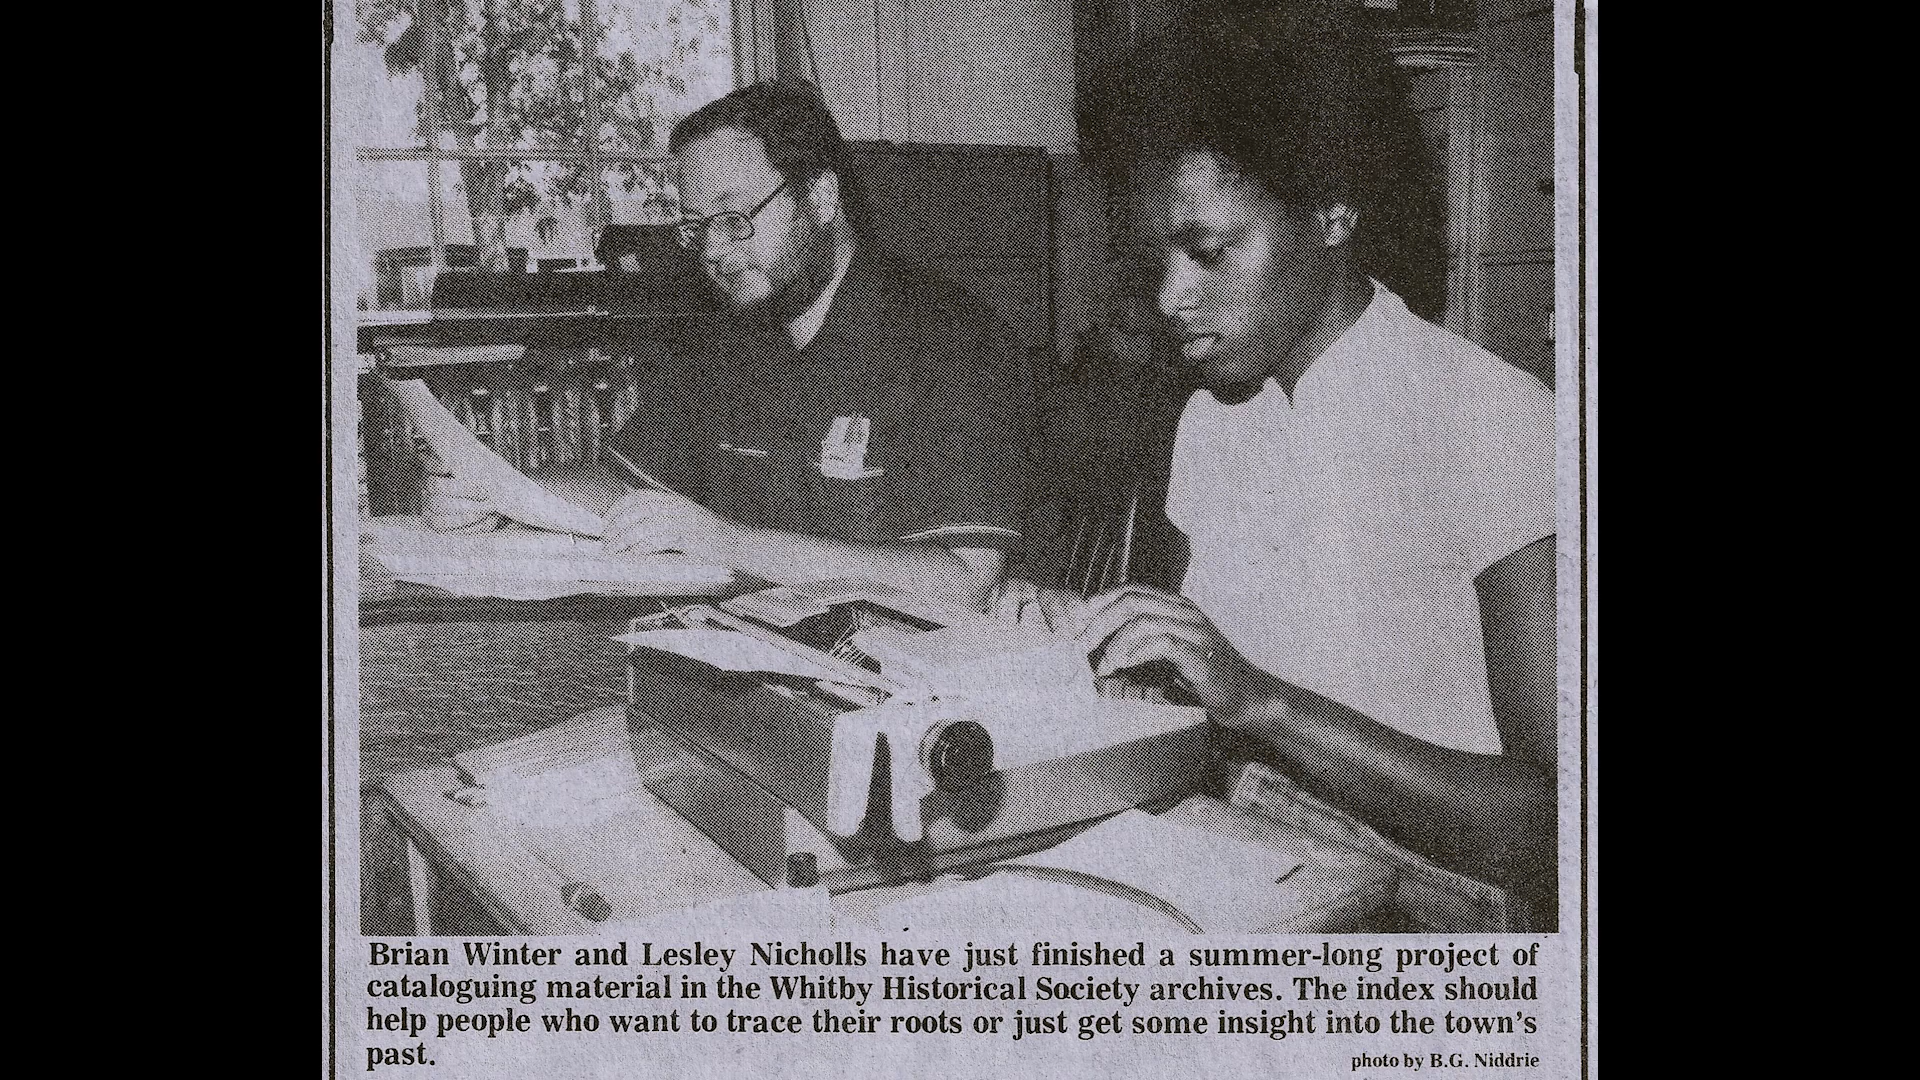 Brian Winter and Lesley Nicholls have just finished a summer-long project of
cataloguing material in the Whitby Historical Society archives. The index should
help people who want to trace their roots or just get some insight into the town's
past.
photo by B.G. Niddrie